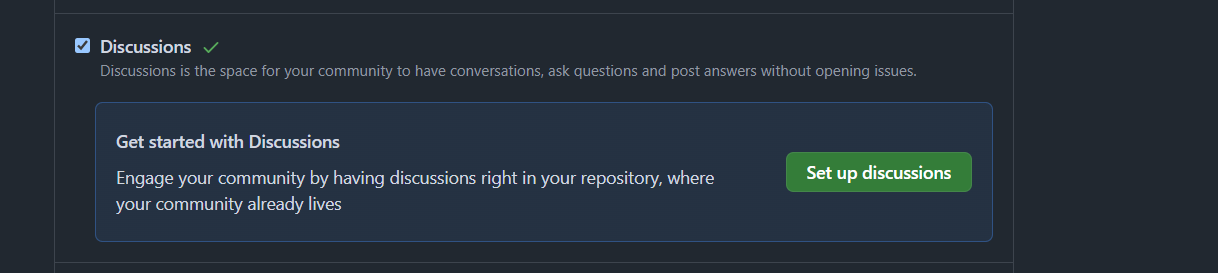 Discussions
Discussions is the space for your community to have conversations, ask questions and post answers without opening issues.
Get started with Discussions
Engage your community by having discussions right in your repository, where
your community already lives
Set up discussions